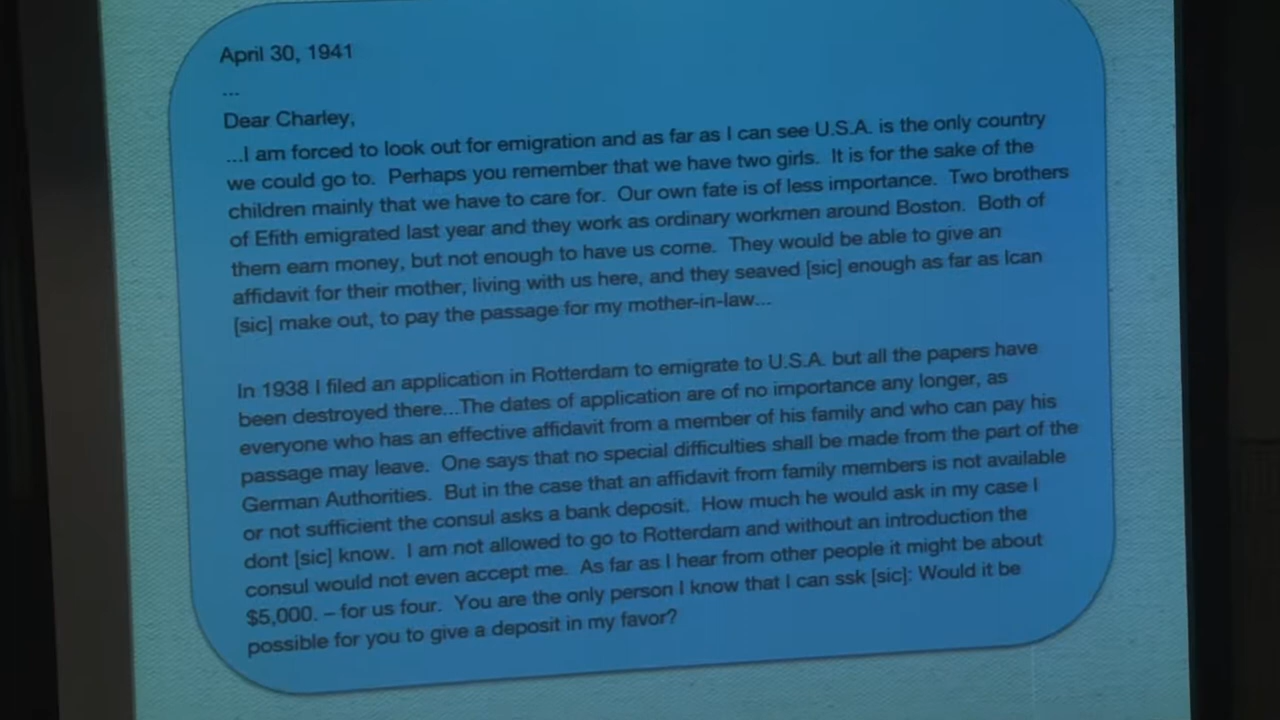 April 30, 1941
...
Dear Charley,
...I am forced to look out for emigration and as far as I can see U.S.A. is the only country
we could go to.  Perhaps you remember that we have two girls.  It is for the sake of the
children mainly that we have to care for.  Our own fate is of less importance.  Two brothers
of Efith emigrated last year and they work as ordinary workmen around Boston.  Both of
them earn money, but not enough to have us come.  They would be able to give an
affidavit for their mother, living with us here, and they seaved [sic] enough as far as Ican
[sic] make out, to pay the passage for my mother-in-law...
In 1938 I filed an application in Rotterdam to emigrate to U.S.A. but all the papers have
been destroyed there...The dates of application are of no importance any longer, as
everyone who has an effective affidavit from a member of his family and who can pay his
passage may leave.  One says that no special difficulties shall be made from the part of the
German Authorities.  But in the case that an affidavit from family members is not available
or not sufficient the consul asks a bank deposit.  How much he would ask in my case I
dont [sic] know.  I am not allowed to go to Rotterdam and without an introduction the
consul would not even accept me.  As far as I hear from other people it might be about
$5,000. – for us four.  You are the only person I know that I can ssk [sic]: Would it be
possible for you to give a deposit in my favor?